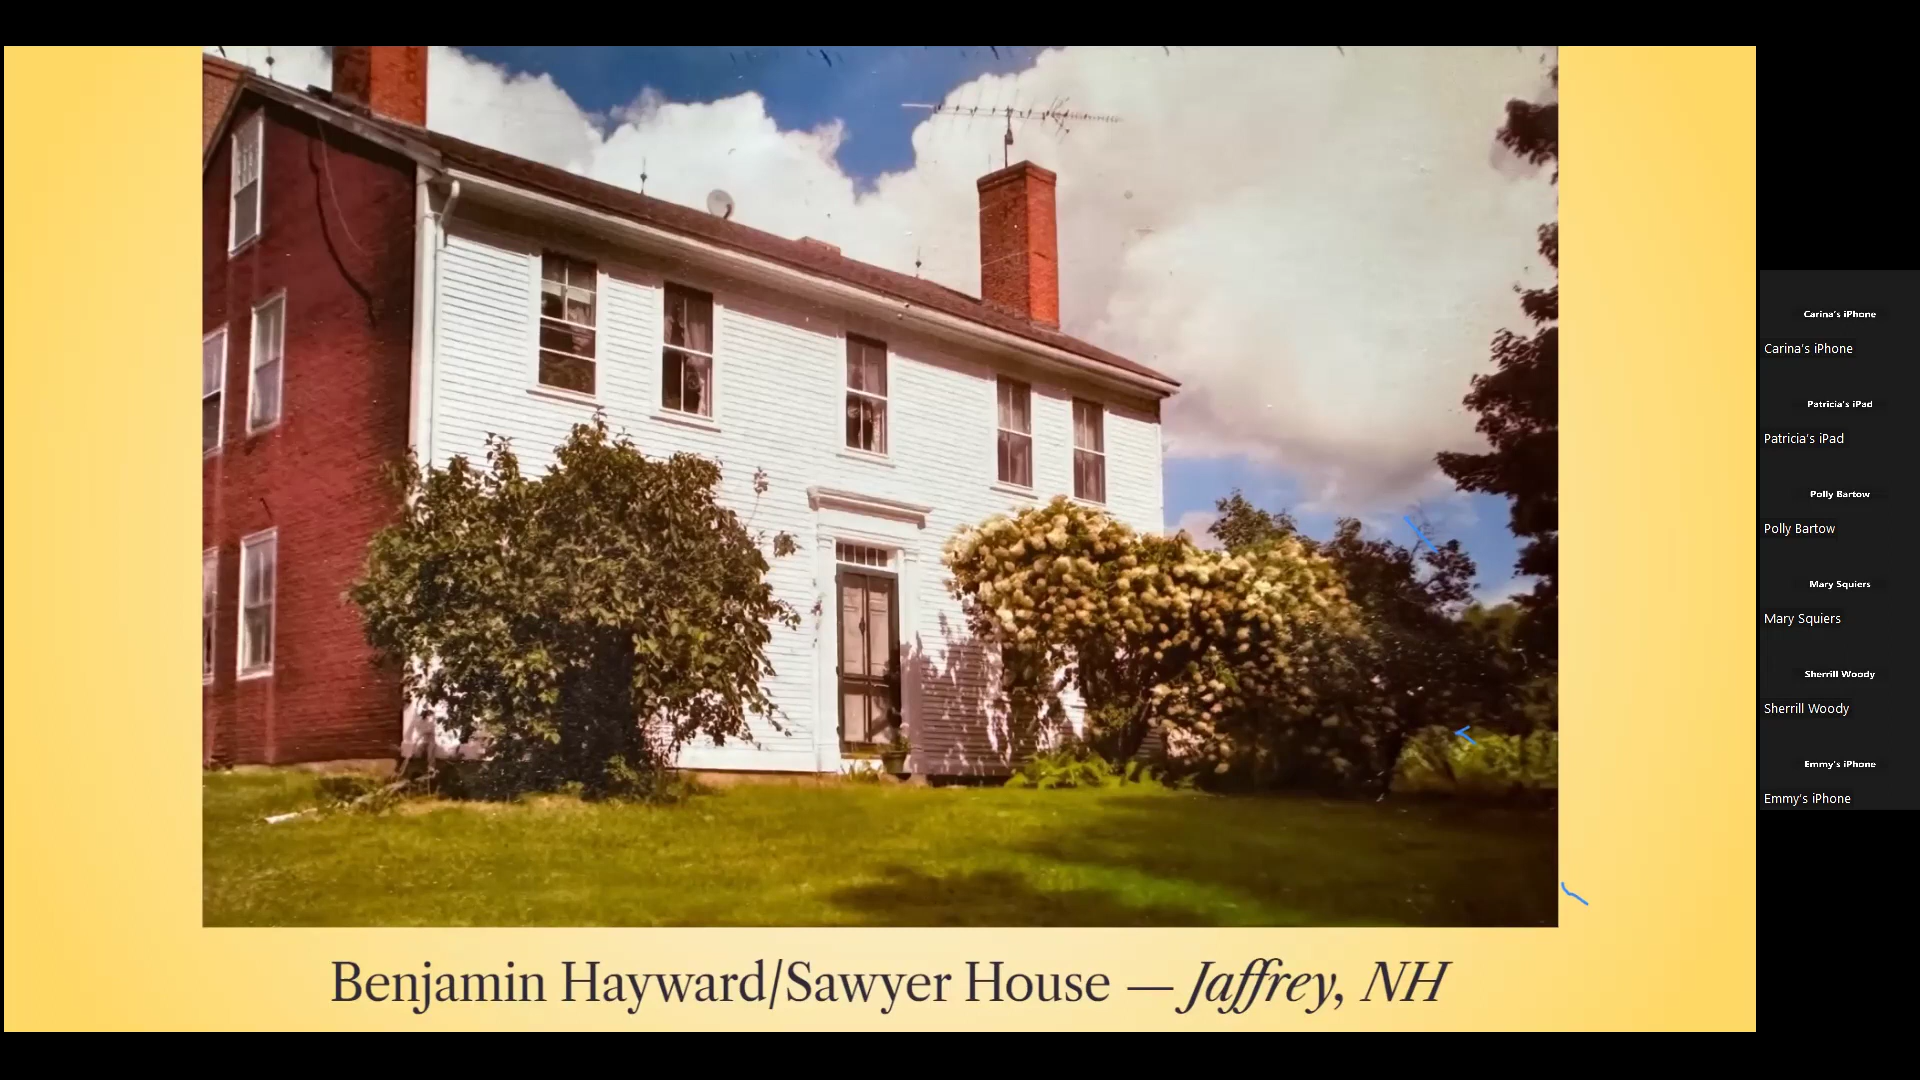 Benjamin Hayward/Sawyer House — Jaffrey, NH
Carina's iPhone
Carina's iPhone
Patricia's iPad
Patricia's iPad
Polly Bartow
Polly Bartow
Mary Squiers
Mary Squiers
Sherrill Woody
Sherrill Woody
Emmy's iPhone
Emmy's iPhone